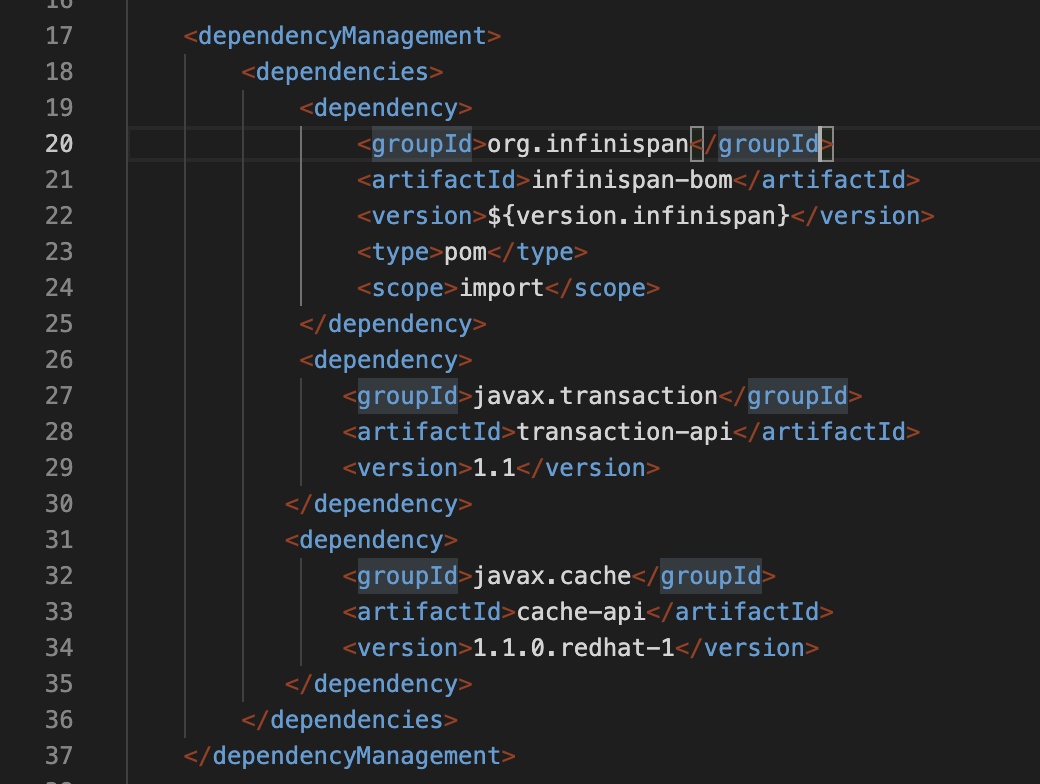 17 <dependencyManagement>
18 <dependencies>
19 <dependency>
20 <groupId>org.infinispan</groupId>
21 <artifactId>infinispan-bom</artifactId>
22 <version>${version.infinispan}</version>
23 <type>pom</type>
24 <scope>import</scope>
25 </dependency>
26 <dependency>
27 <groupId>javax.transaction</groupId>
28 <artifactId>transaction-api</artifactId>
29 <version>1.1</version>
30 </dependency>
31 <dependency>
32 <groupId>javax.cache</groupId>
33 <artifactId>cache-api</artifactId>
34 <version>1.1.0.redhat-1</version>
35 </dependency>
36 </dependencies>
37 </dependencyManagement>